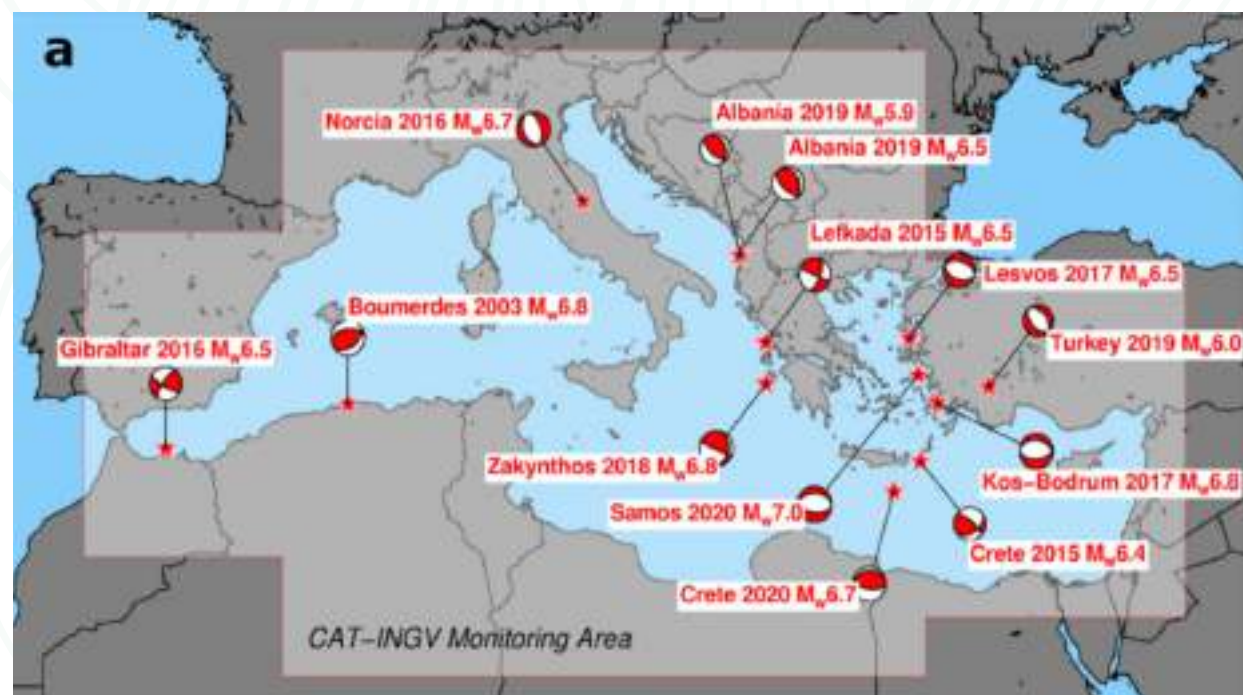 a
Albania 2019 Mw5.9
Norcia 2016 Mw6.7
Albania 2019 Mw6.5
Lefkada 2015 Mw6.5
Lesvos 2017 Mw6.5
Boumerdes 2003 Mw6.8
Gibraltar 2016 Mw6.5
Turkey 2019 Mw6.0
Zakynthos 2018 Mw6.8
Kos-Bodrum 2017 Mw6.8
Samos 2020 Mw7.0
Crete 2015 Mw6.4
Crete 2020 Mw6.7
CAT-INGV Monitoring Area